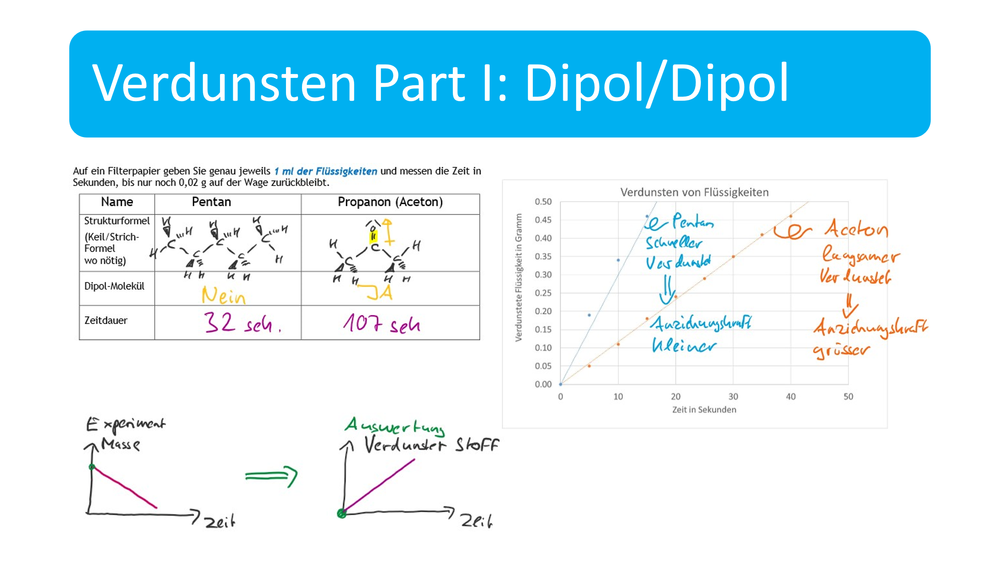 Verdunsten Part I: Dipol/Dipol
Auf ein Filterpapier geben Sie genau jeweils 1 ml der Flüssigkeiten und messen die Zeit in
Sekunden, bis nur noch 0,02 g auf der Wage zurückbleibt.
Name Pentan Propanon (Aceton)
Strukturformel
(Keil/Strich-
Formel
wo nötig)
H H H
H H H
C C C
H C C H
H H H H
O
H C H
C C
H H H H
Dipol-Molekül Nein JA
Zeitdauer 32 sek. 107 sek
Verdunsten von Flüssigkeiten
Verdunstete Flüssigkeit in Gramm
0.50
0.45
0.40
0.35
0.30
0.25
0.20
0.15
0.10
0.05
0.00
0 10 20 30 40 50
Zeit in Sekunden
Pentan
schneller
Verdunstet
Anziehungskraft
kleiner
Aceton
langsamer
Verdunstet
Anziehungskraft
grösser
Experiment
Masse
Zeit
Auswertung
Verdunsteter Stoff
Zeit